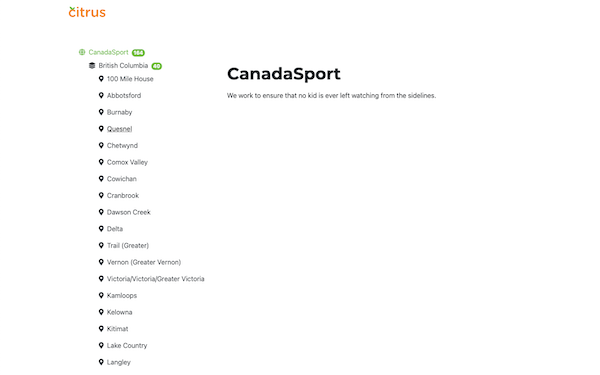 citrus
CanadaSport 164
British Columbia 48
100 Mile House
Abbotsford
Burnaby
Quesnel
Chetwynd
Comox Valley
Cowichan
Cranbrook
Dawson Creek
Delta
Trail (Greater)
Vernon (Greater Vernon)
Victoria/Victoria/Greater Victoria
Kamloops
Kelowna
Kitimat
Lake Country
Langley
CanadaSport
We work to ensure that no kid is ever left watching from the sidelines.